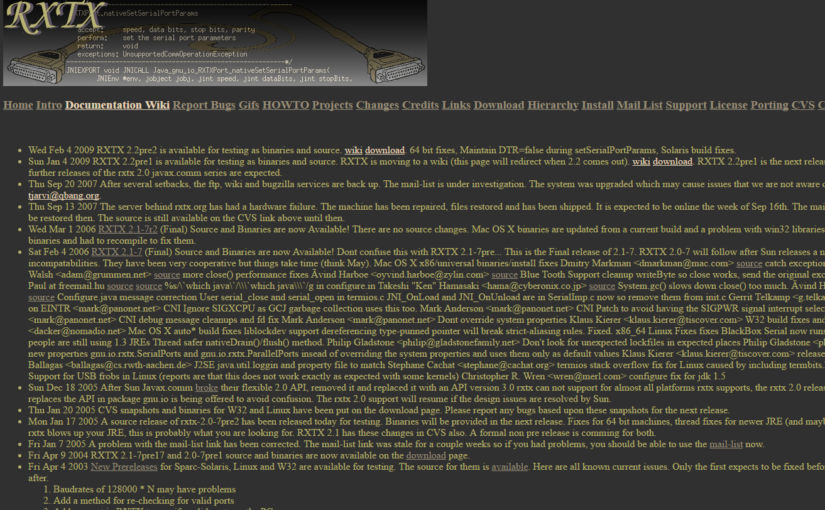 RXTX
RXTXPort.nativeSetSerialPortParams
accept: speed, data bits, stop bits, parity
perform: set the serial port parameters
return: void
exceptions: UnsupportedCommOperationException
----------------------------------------------------------*/
JNIEXPORT void JNICALL Java_gnu_io_RXTXPort_nativeSetSerialPortParams(
JNIEnv *env, jobject jobj, jint speed, jint dataBits, jint stopBits,
Home Intro Documentation Wiki Report Bugs Gifs HOWTO Projects Changes Credits Links Download Hierarchy Install Mail List Support License Porting CVS C
Wed Feb 4 2009 RXTX 2.2pre2 is available for testing as binaries and source. wiki download. 64 bit fixes, Maintain DTR=false during setSerialPortParams, Solaris build fixes.
Sun Jan 4 2009 RXTX 2.2pre1 is available for testing as binaries and source. RXTX is moving to a wiki (this page will redirect when 2.2 comes out). wiki download. RXTX 2.2pre1 is the next relea
further releases of the rxtx 2.0 javax.comm series are expected.
Thu Sep 20 2007 After several setbacks, the ftp, wiki and bugzilla services are back up. The mail-list is under investigation. The system was upgraded which may cause issues that we are not aware o
tjarvi@qbang.org.
Thu Sep 13 2007 The server behind rxtx.org has had a hardware failure. The machine has been repaired, files restored and has been shipped. It is expected to be online the week of Sep 16th. The mai
be restored then. The source is still available on the CVS link above until then.
Wed Mar 1 2006 RXTX 2.1-7r2 (Final) Source and Binaries are now Available! There are no source changes. Mac OS X binaries are updated from a current build and a problem with win32 libraries
binaries and had to recompile to fix them.
Sat Feb 4 2006 RXTX 2.1-7 (Final) Source and Binaries are now Available! Dont confuse this with RXTX 2.1-7pre... This is the Final release of 2.1-7. RXTX 2.0-7 will follow after Sun releases a n
incompatabilities. They have been very cooperative but things take time (think May). Mac OS X x86/universal binaries/install fixes Dmitry Markman <dmarkman@mac.com> source catch exception
Walsh <adam@grummen.net> source more close() performance fixes Ãvind Harboe <oyvind.harboe@zylin.com> source Blue Tooth Support cleanup writeByte so close works, send the original exc
Paul at freemail.hu source source %s/\`which java\`/\\\`which java\\\`/g in configure.in Takeshi "Ken" Hamasaki <hama@cyberonix.co.jp> source System.gc() slows down close() too much. Ãvind H
source Configure.java message correction User serial_close and serial_open in termios.c JNI_OnLoad and JNI_OnUnload are in SerialImp.c now so remove them from init.c Gerrit Telkamp <g.telka
on EINTR <mark@panonet.net> CNI Ignore SIGXCPU as GCJ garbage collection uses this too. Mark Anderson <mark@panonet.net> CNI Patch to avoid having the SIGPWR signal interrupt selec
<mark@panonet.net> CNI debug message cleanups and fd fix Mark Anderson <mark@panonet.net> Dont override system properties Klaus Kierer <klaus.kierer@tiscover.com> W32 build fixes and
<dacker@nomadio.net> Mac OS X auto* build fixes liblockdev support dereferencing type-punned pointer will break strict-aliasing rules. Fixed. x86_64 Linux Fixes fixes BlackBox Serial now runs
people are still using 1.3 JREs Thread safer nativeDrain()/flush() method. Philip Gladstone <philip@gladstonefamily.net> Don't look for unexpected lockfiles in expected places Philip Gladstone <p
new properties gnu.io.rxtx.SerialPorts and gnu.io.rxtx.ParallelPorts insead of overriding the system properties and uses them only as default values Klaus Kierer <klaus.kierer@tiscover.com> release
Ballagas <ballagas@cs.rwth-aachen.de> J2SE java.util.loggin and property file to match Stephane Cachat <stephane@cachat.org> termios stack overflow fix for Linux caused by including termbits.
Support for USB fiobs in Linux (reports are that this does not work exactly as expected with some kernels) Christopher R. Wren <wren@merl.com> configure fix for jdk 1.5
Sun Dec 18 2005 After Sun Javax.comm broke their flexible 2.0 API, removed it and replaced it with an API version 3.0 rxtx can not support for almost all platforms rxtx supports, the rxtx 2.0 relea
replaces the API in package gnu.io is being offered to avoid confusion. The rxtx 2.0 support will resume if the design issues are resolved by Sun.
Thu Jan 20 2005 CVS snapshots and binaries for W32 and Linux have been put on the download page. Please report any bugs based upon these snapshots for the next release.
Mon Jan 17 2005 A source release of rxtx-2.0-7pre2 has been released today for testing. Binaries will be provided in the next release. Fixes for 64 bit machines, thread fixes for newer JRE (and mayb
rxtx blows up your JRE, this is probably what you are looking for. RXTX 2.1 has these changes in CVS also. A formal non pre release is comming for both.
Fri Jan 7 2005 A problem with the mail-list link has been corrected. The mail-list link was stale for a couple weeks so if you had problems, you should be able to use the mail-list now.
Fri Apr 9 2004 RXTX 2.1-7pre17 and 2.0-7pre1 source and binaries are now available on the download page.
Fri Apr 4 2003 New Prereleases for Sparc-Solaris, Linux and W32 are available for testing. The source for them is available. Here are all known current issues. Only the first expects to be fixed befor
after.
1. Baudrates of 128000 * N may have problems
2. Add a method for re-checking for valid ports